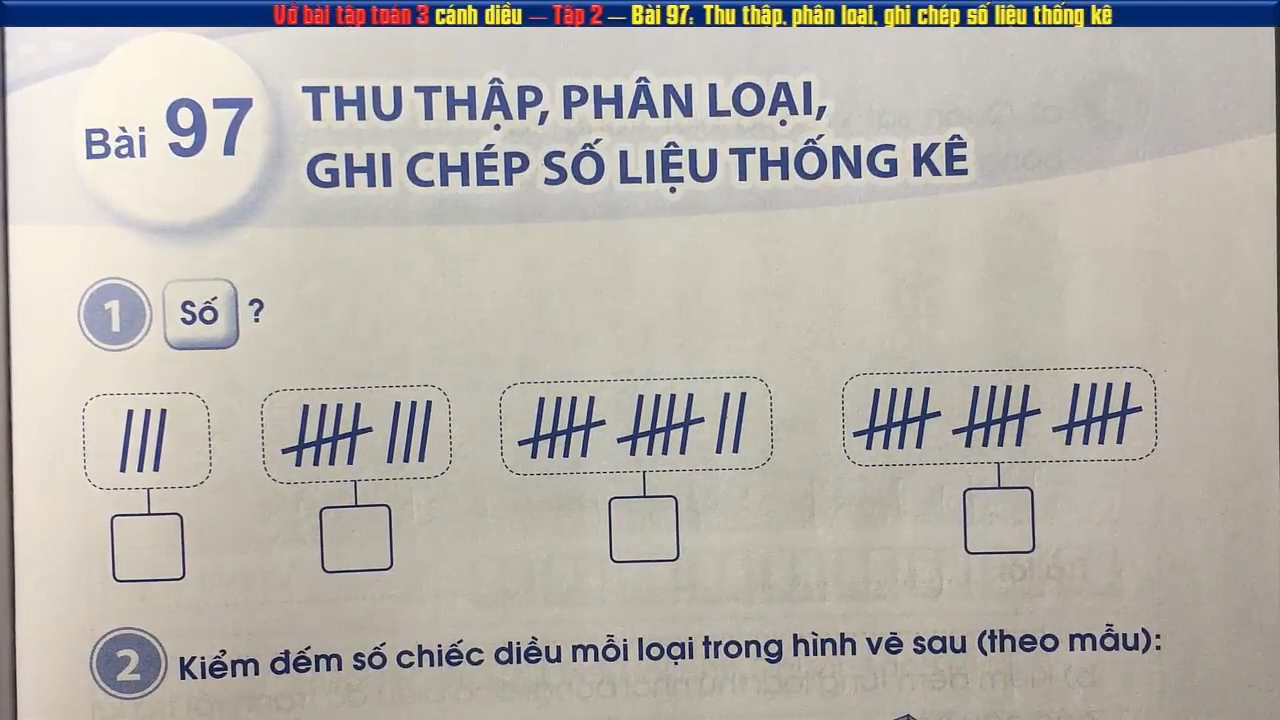 Vở bài tập toán 3 cánh diều – Tập 2 – Bài 97: Thu thập, phân loại, ghi chép số liệu thống kê
Bài 97
THU THẬP, PHÂN LOẠI,
GHI CHÉP SỐ LIỆU THỐNG KÊ
1 Số ?
2 Kiểm đếm số chiếc diều mỗi loại trong hình vẽ sau (theo mẫu):